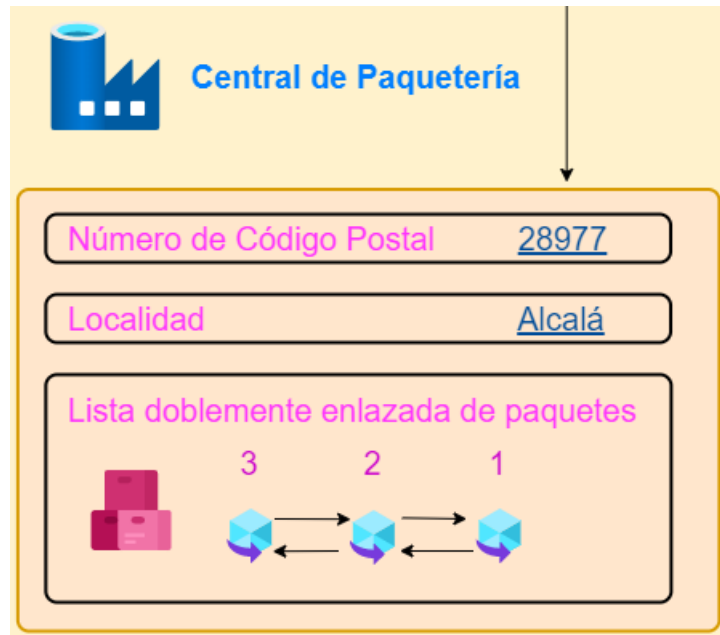 Central de Paquetería
Número de Código Postal 28977
Localidad Alcalá
Lista doblemente enlazada de paquetes
3 2 1